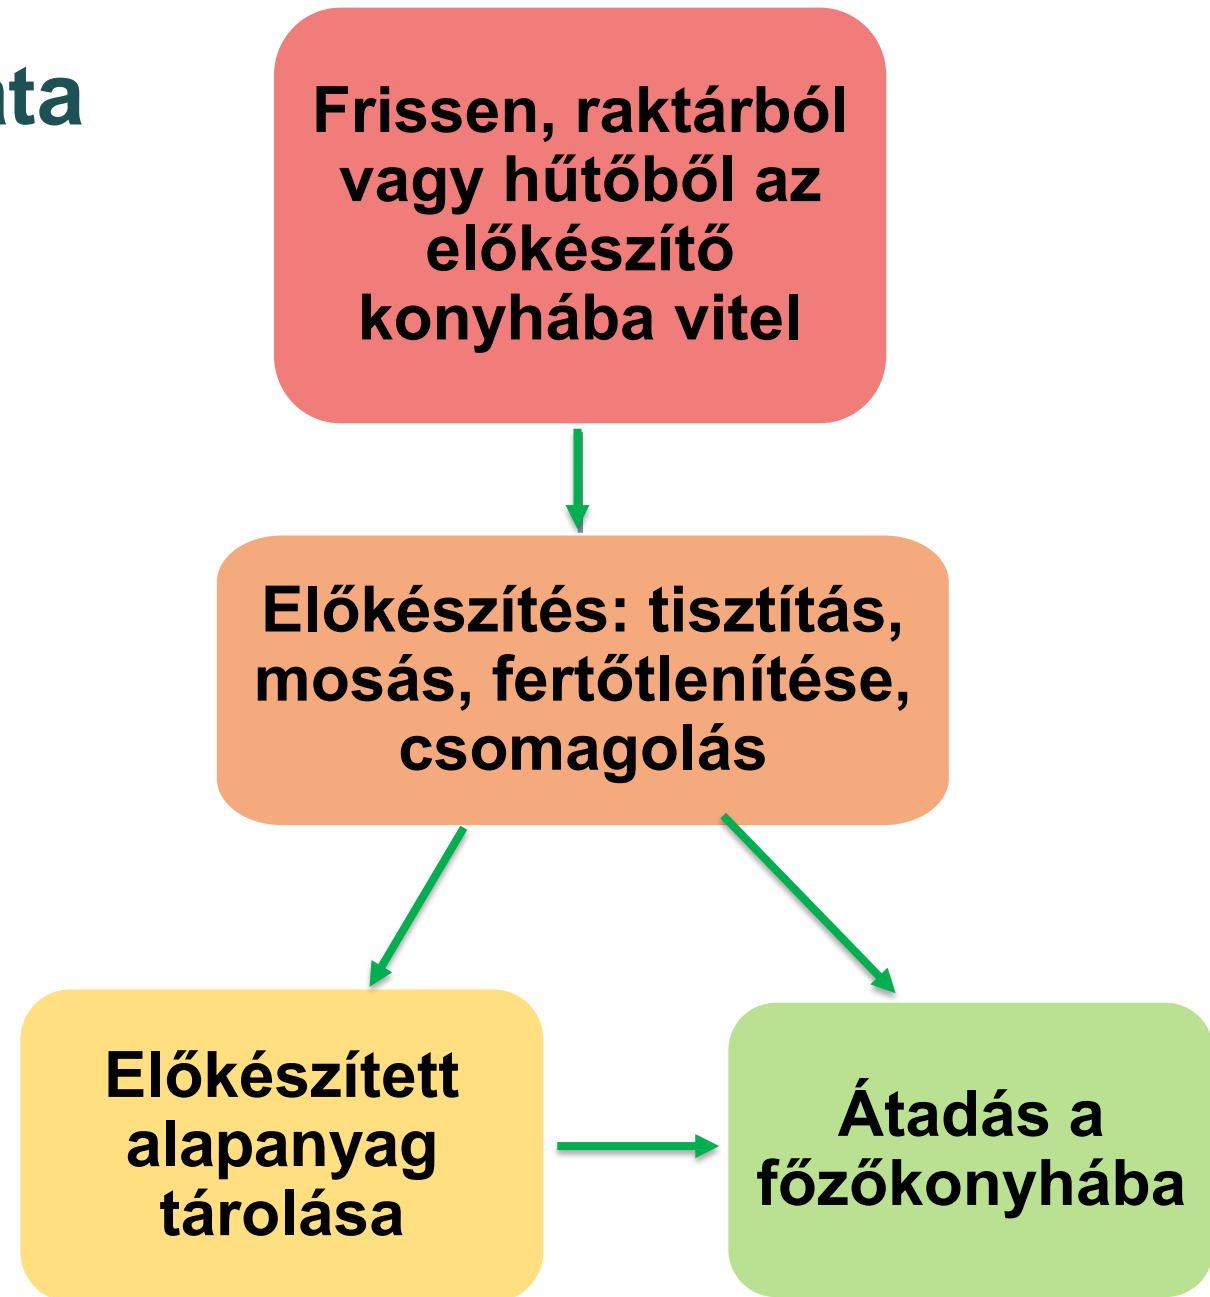 ata
Frissen, raktárból
vagy hűtőből az
előkészítő
konyhába vitel
Előkészítés: tisztítás,
mosás, fertőtlenítése,
csomagolás
Előkészített
alapanyag
tárolása
Átadás a
főzőkonyhába